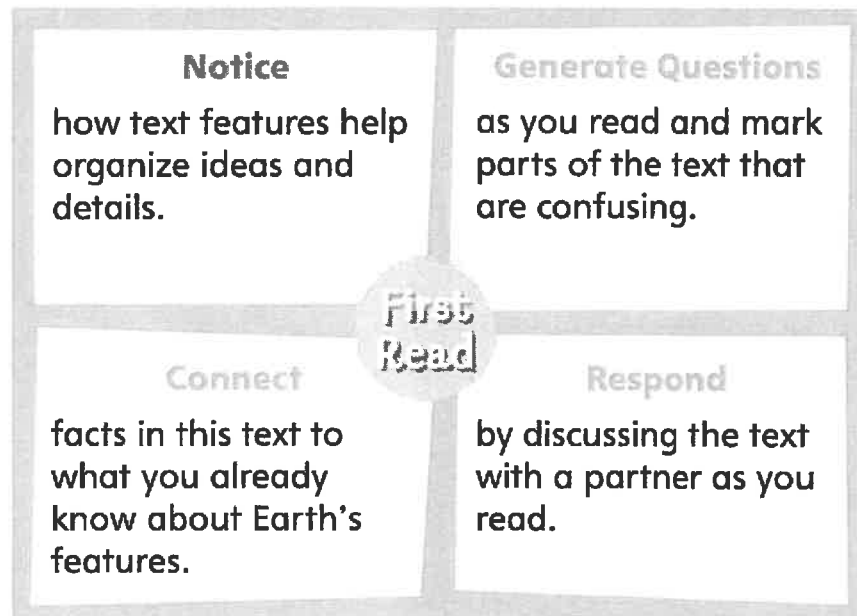 Notice
how text features help
organize ideas and
details.
Generate Questions
as you read and mark
parts of the text that
are confusing.
First
Read
Connect
facts in this text to
what you already
know about Earth's
features.
Respond
by discussing the text
with a partner as you
read.